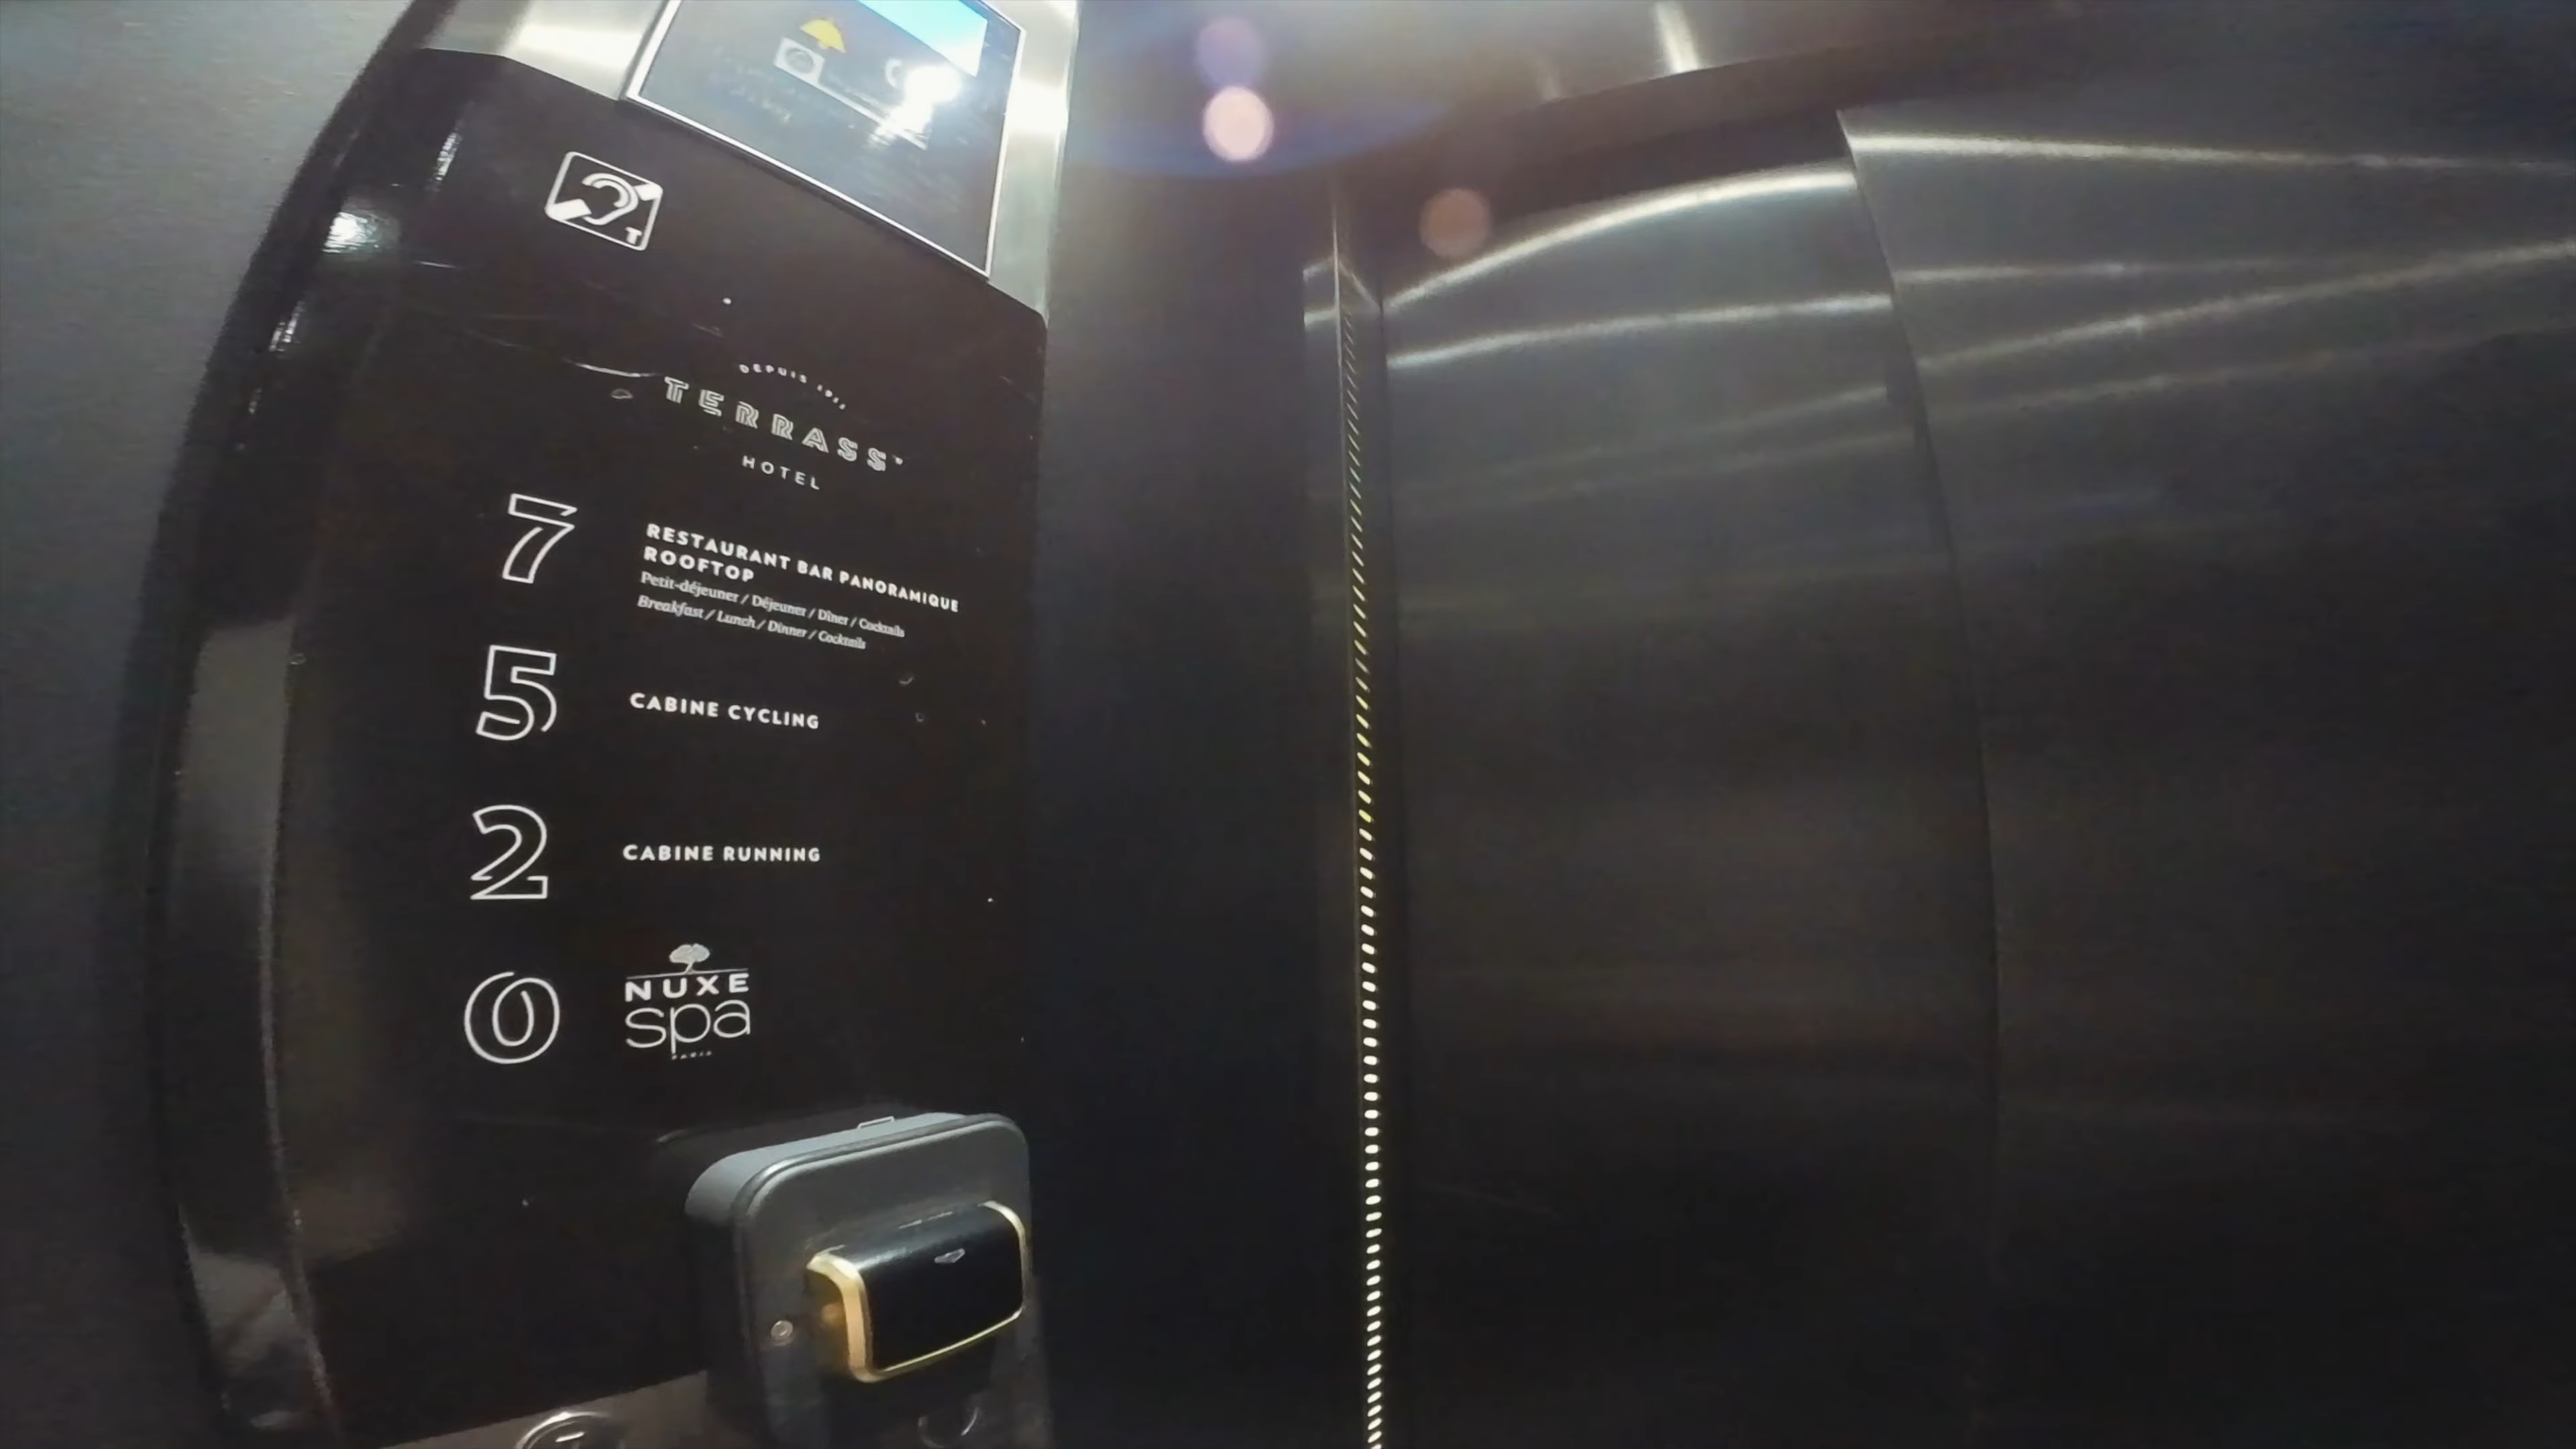 T
DEPUIS
TERRASS"
HOTEL
7
RESTAURANT BAR PANORAMIQUE
ROOFTOP
Petit-déjeuner / Déjeuner / Dîner / Cocktails
Breakfast / Lunch / Dinner / Cocktails
5
CABINE CYCLING
2
CABINE RUNNING
0
NUXE
spa
PARIS